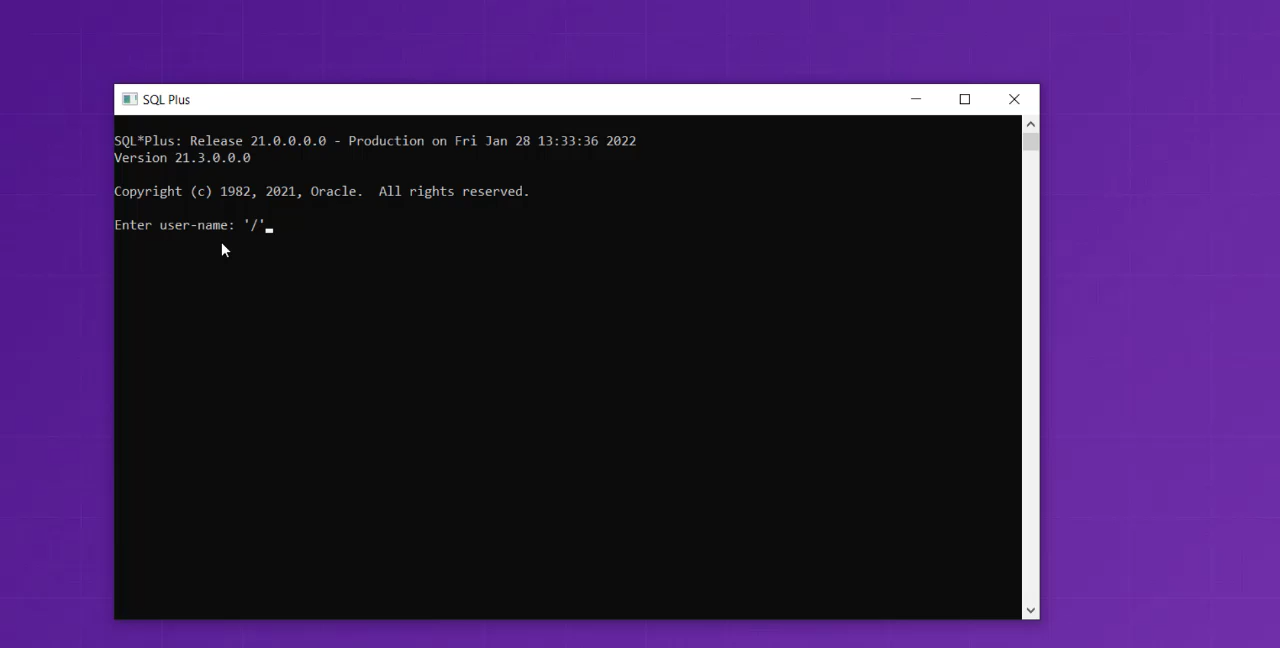 SQL Plus
SQL*Plus: Release 21.0.0.0.0 - Production on Fri Jan 28 13:33:36 2022
Version 21.3.0.0.0
Copyright (c) 1982, 2021, Oracle.  All rights reserved.
Enter user-name: '/'